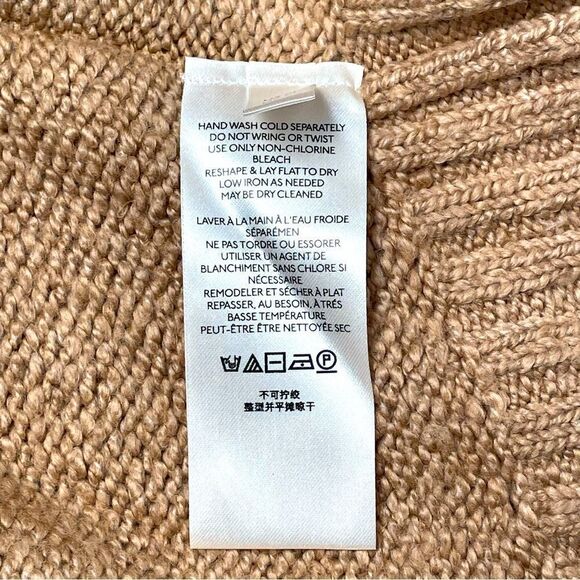 HAND WASH COLD SEPARATELY
DO NOT WRING OR TWIST
USE ONLY NON-CHLORINE
BLEACH
RESHAPE & LAY FLAT TO DRY
LOW IRON AS NEEDED
MAY BE DRY CLEANED
LAVER À LA MAIN À L'EAU FROIDE
SÉPARÉMEN
NE PAS TORDRE OU ESSORER
UTILISER UN AGENT DE
BLANCHIMENT SANS CHLORE SI
NÉCESSAIRE
REMODELER ET SÉCHER À PLAT
REPASSER, AU BESOIN, À TRÉS
BASSE TEMPÉRATURE
PEUT-ÊTRE ÊTRE NETTOYÉE SEC
P
不可拧绞
整型并平摊晾干